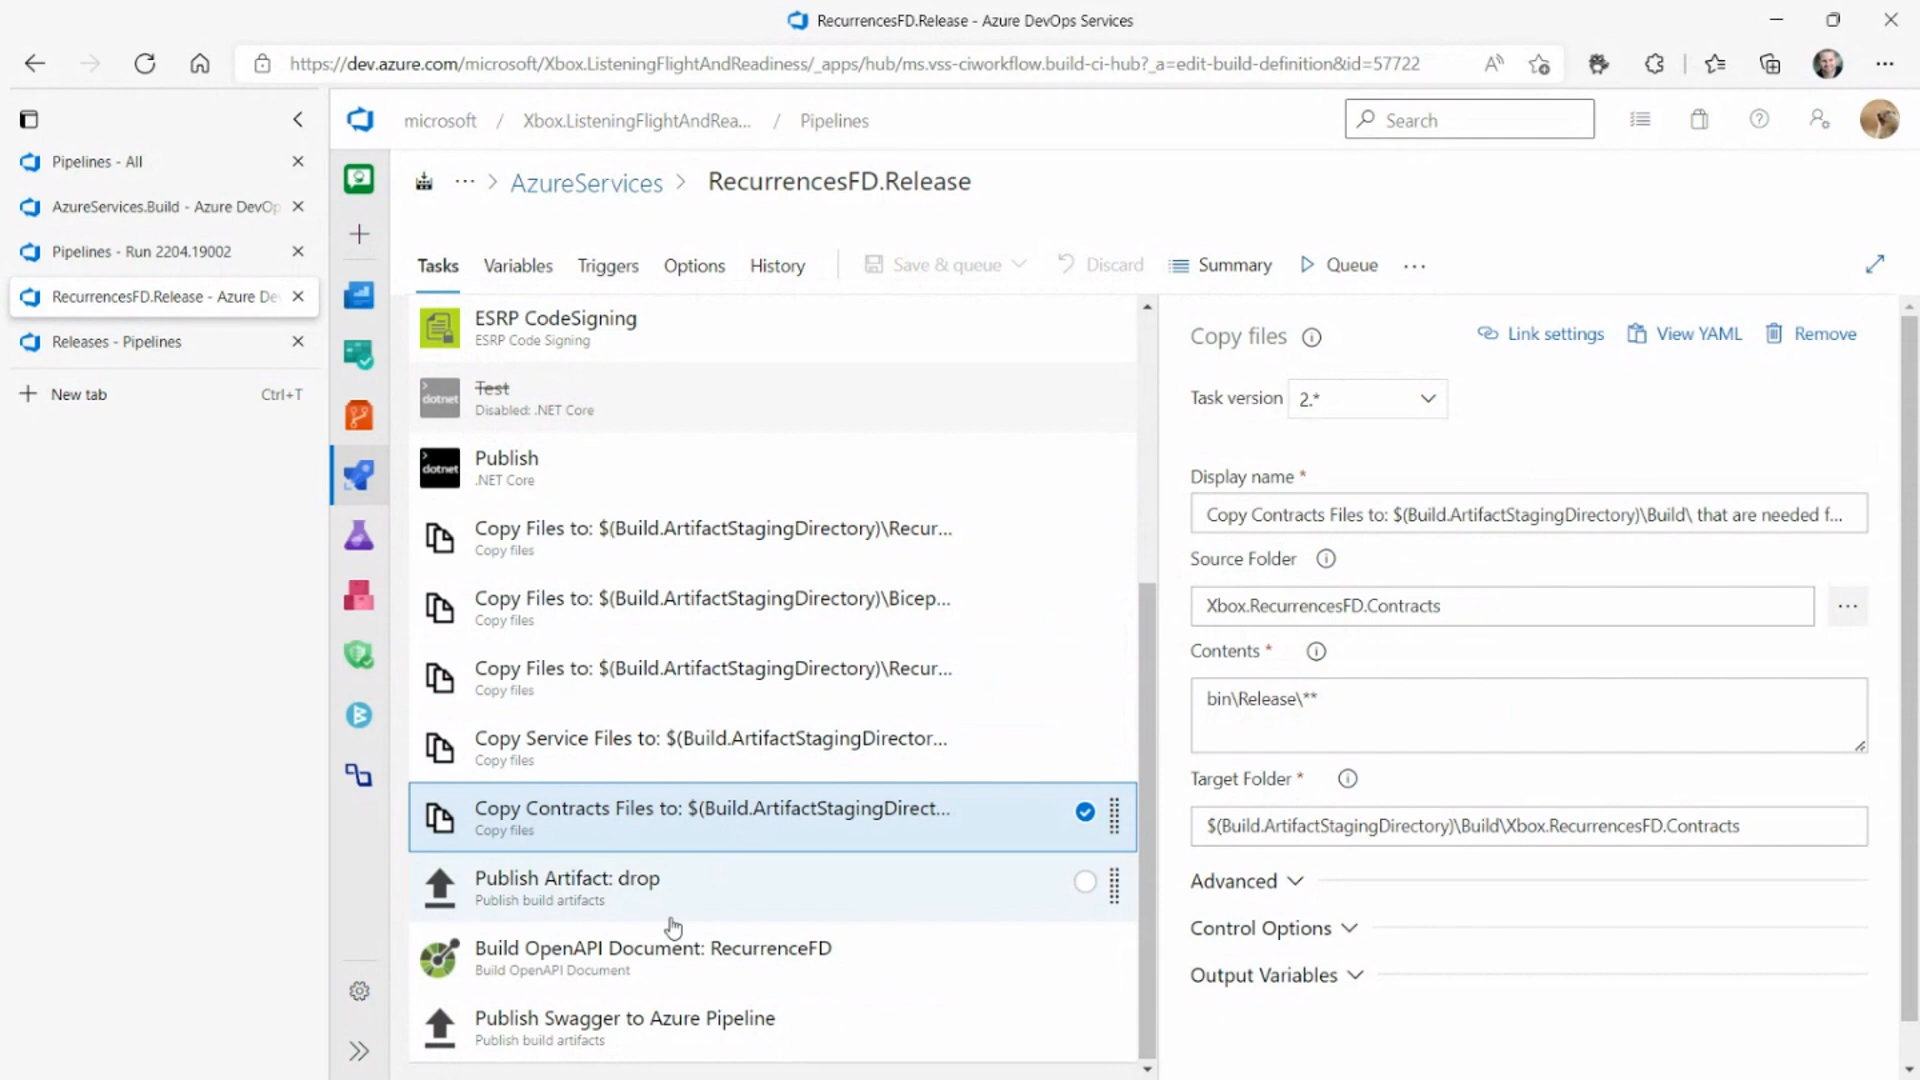 RecurrencesFD.Release - Azure DevOps Services
https://dev.azure.com/microsoft/Xbox.ListeningFlightAndReadiness/_apps/hub/ms.vss-ciworkflow.build-ci-hub?_a=edit-build-definition&id=57722
Pipelines - All
AzureServices.Build - Azure DevOp
Pipelines - Run 2204.19002
RecurrencesFD.Release - Azure De
Releases - Pipelines
New tab Ctrl+T
microsoft / Xbox.ListeningFlightAndRea... / Pipelines
Search
... > AzureServices > RecurrencesFD.Release
Tasks Variables Triggers Options History Save & queue Discard Summary Queue ...
ESRP CodeSigning
ESRP Code Signing
dotnet
Test
Disabled: .NET Core
dotnet
Publish
.NET Core
Copy Files to: $(Build.ArtifactStagingDirectory)\Recur...
Copy files
Copy Files to: $(Build.ArtifactStagingDirectory)\Bicep...
Copy files
Copy Files to: $(Build.ArtifactStagingDirectory)\Recur...
Copy files
Copy Service Files to: $(Build.ArtifactStagingDirector...
Copy files
Copy Contracts Files to: $(Build.ArtifactStagingDirect...
Copy files
Publish Artifact: drop
Publish build artifacts
Build OpenAPI Document: RecurrenceFD
Build OpenAPI Document
Publish Swagger to Azure Pipeline
Publish build artifacts
Copy files
Link settings View YAML Remove
Task version 2.*
Display name *
Copy Contracts Files to: $(Build.ArtifactStagingDirectory)\Build\ that are needed f...
Source Folder
Xbox.RecurrencesFD.Contracts
...
Contents *
bin\Release\**
Target Folder *
$(Build.ArtifactStagingDirectory)\Build\Xbox.RecurrencesFD.Contracts
Advanced
Control Options
Output Variables